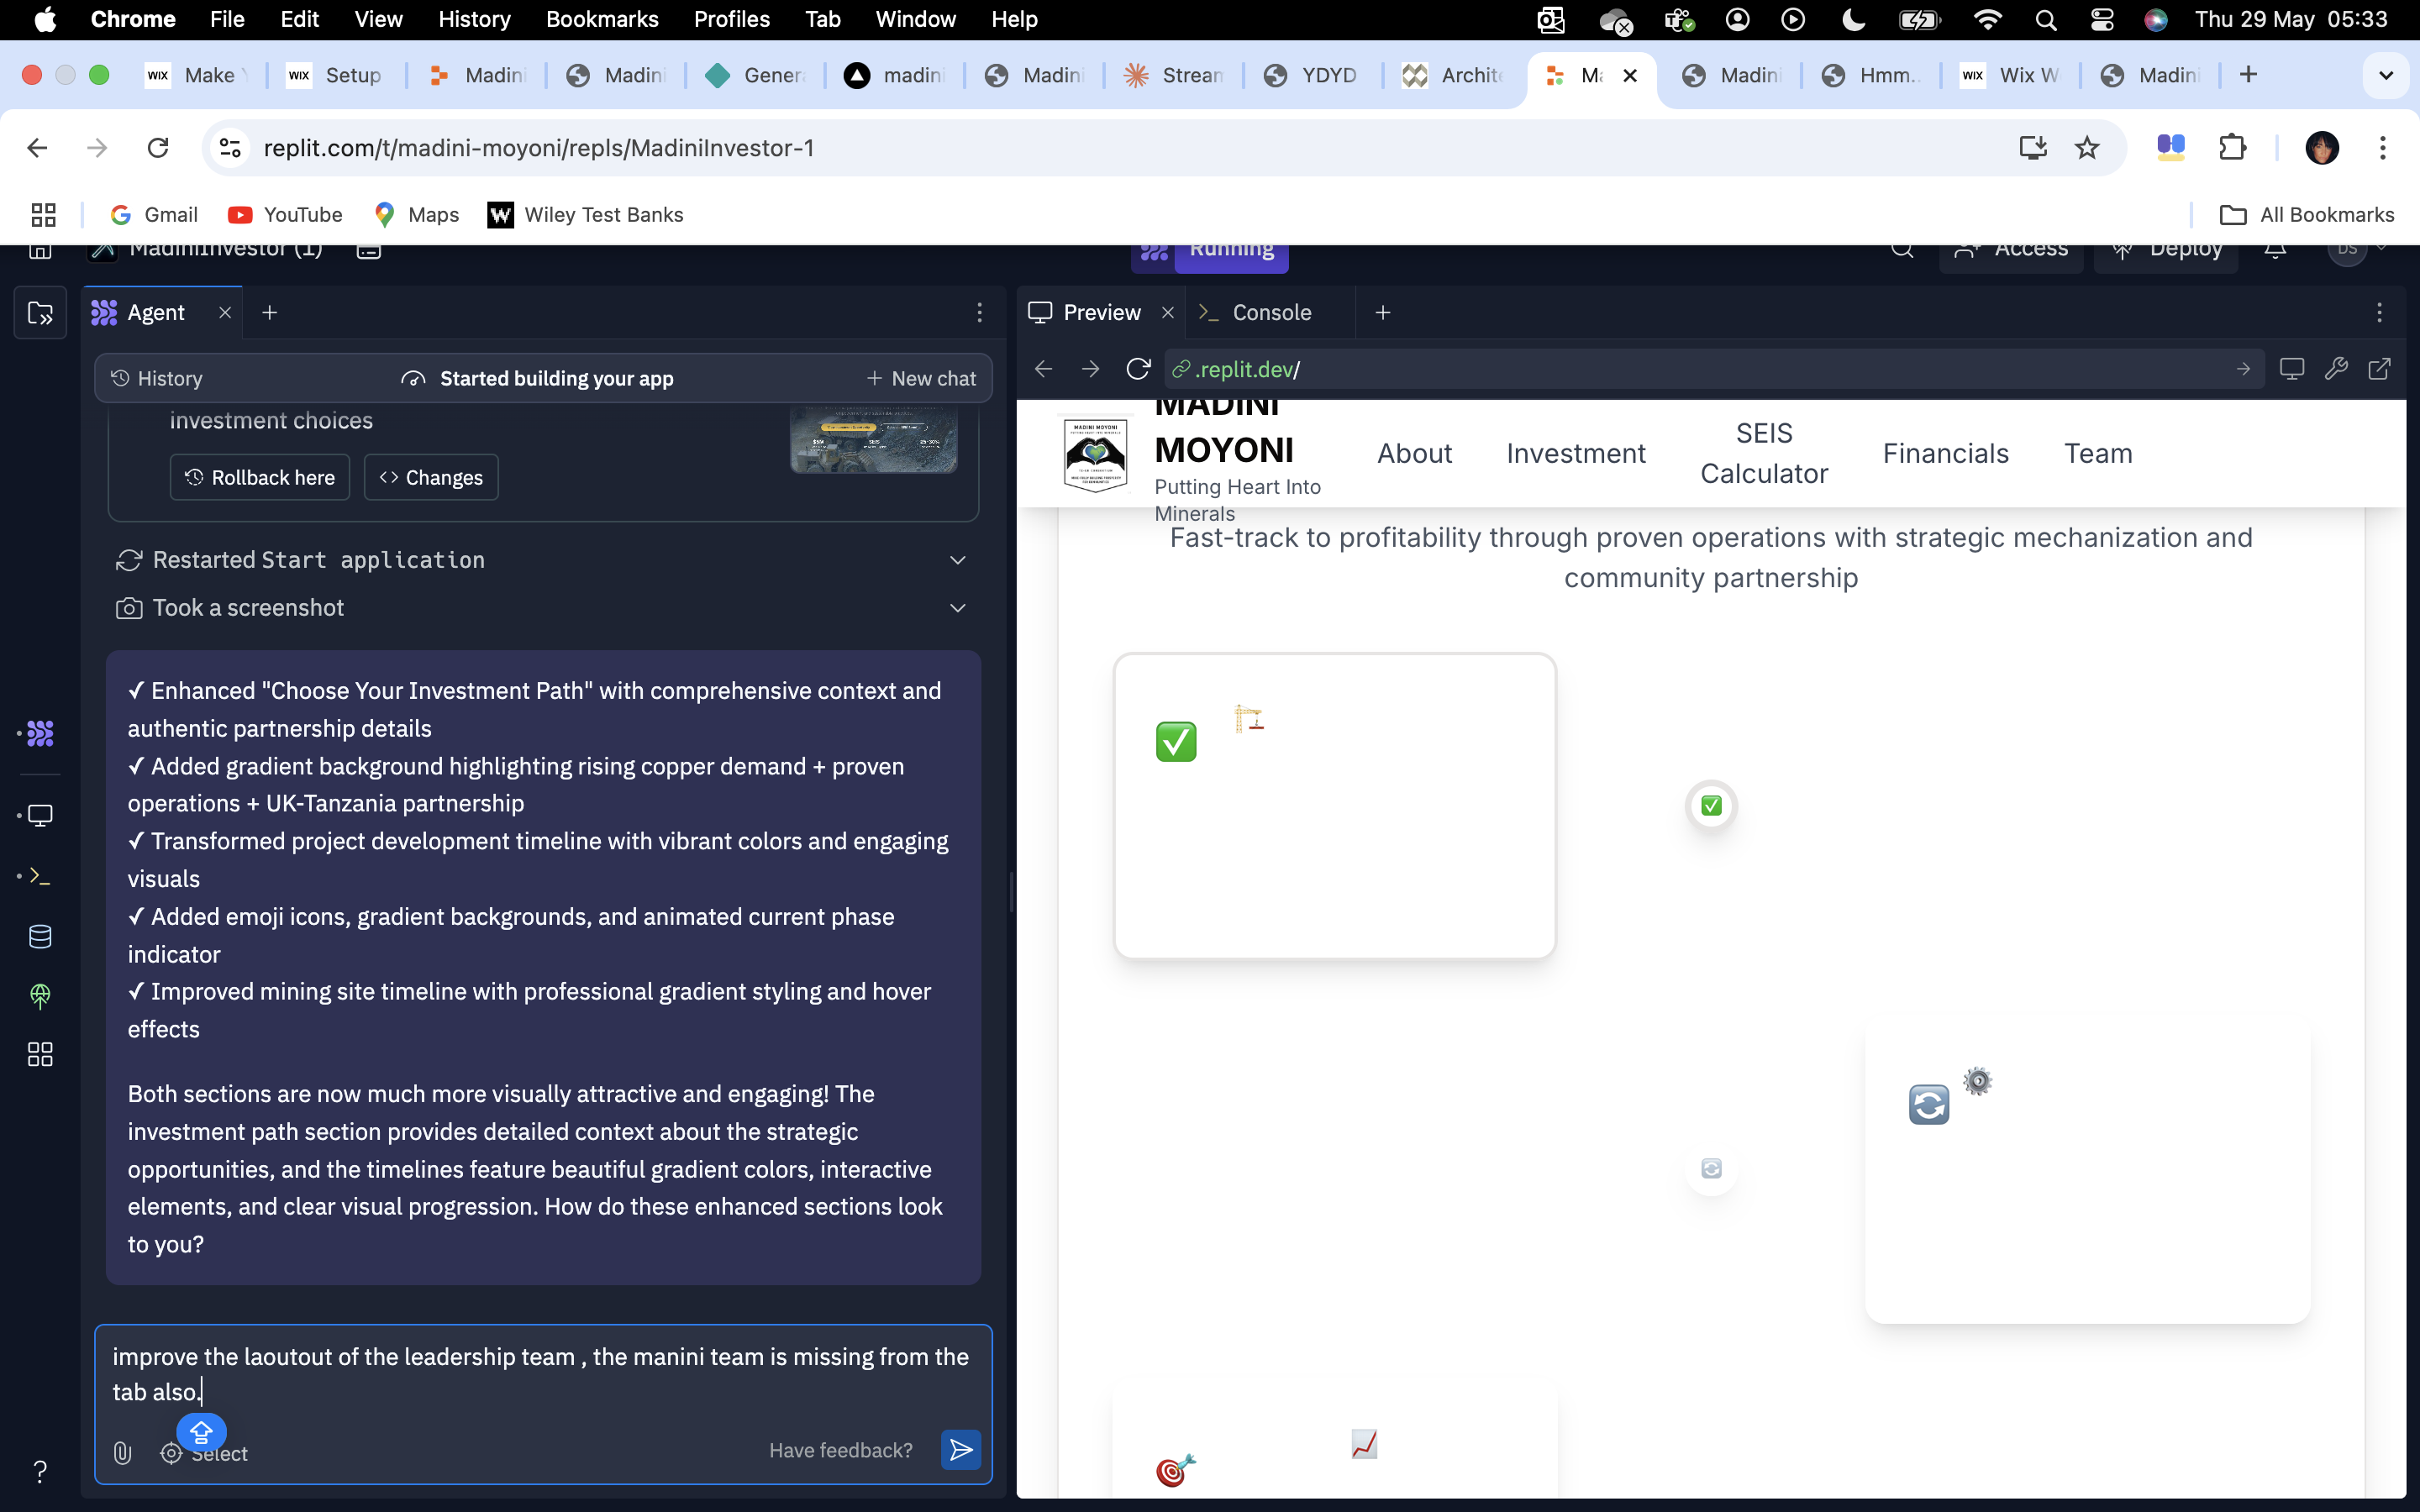 Chrome File Edit View History Bookmarks Profiles Tab Window Help Thu 29 May 05:33
WIX Make WIX Setup Madini Madini Genera madini Madini Stream YDYD Archite Ma Madini Hmm.. WIX Wix W Madini
replit.com/t/madini-moyoni/repls/MadiniInvestor-1
Gmail YouTube Maps Wiley Test Banks All Bookmarks
MadiniInvestor (1) Running Access Deploy DS
Agent
History Started building your app New chat
investment choices
Rollback here Changes
Restarted Start application
Took a screenshot
✓ Enhanced "Choose Your Investment Path" with comprehensive context and
authentic partnership details
✓ Added gradient background highlighting rising copper demand + proven
operations + UK-Tanzania partnership
✓ Transformed project development timeline with vibrant colors and engaging
visuals
✓ Added emoji icons, gradient backgrounds, and animated current phase
indicator
✓ Improved mining site timeline with professional gradient styling and hover
effects
Both sections are now much more visually attractive and engaging! The
investment path section provides detailed context about the strategic
opportunities, and the timelines feature beautiful gradient colors, interactive
elements, and clear visual progression. How do these enhanced sections look
to you?
improve the laoutout of the leadership team , the manini team is missing from the
tab also.
Select Have feedback?
Preview Console
.replit.dev/
MADINI
MOYONI
Putting Heart Into
Minerals
About Investment SEIS
Calculator Financials Team
MADINI MOYONI
Fast-track to profitability through proven operations with strategic mechanization and
community partnership